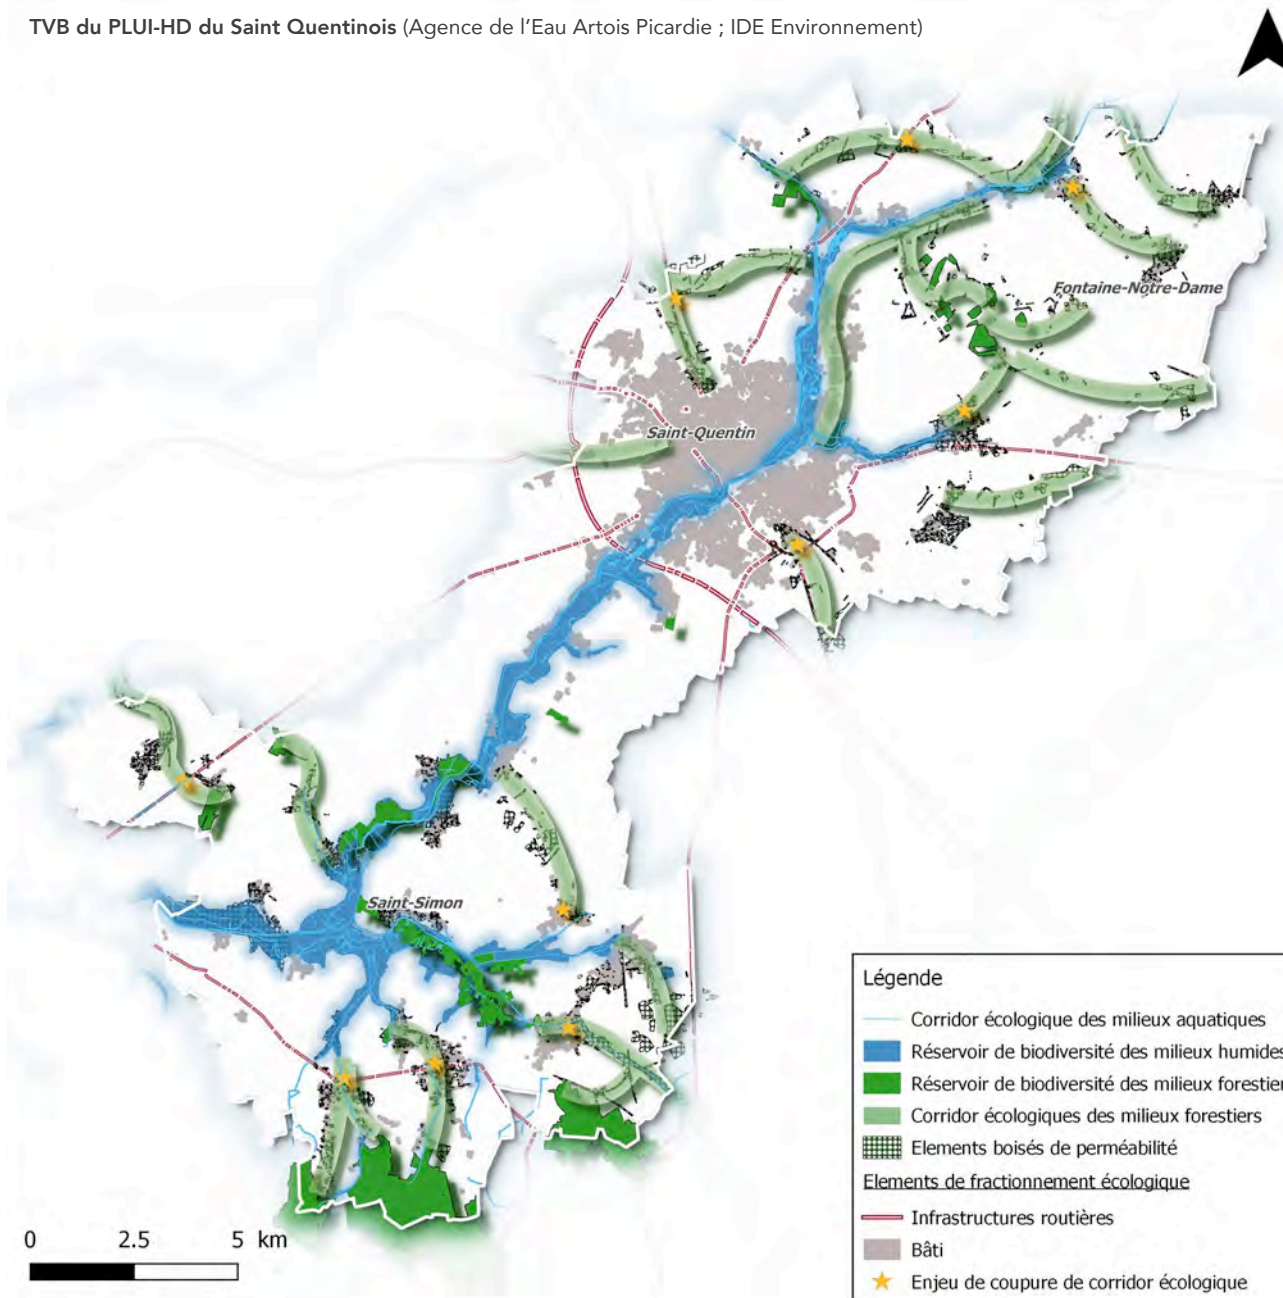 TVB du PLUI-HD du Saint Quentinois (Agence de l'Eau Artois Picardie ; IDE Environnement)
Fontaine-Notre-Dame
Saint-Quentin
Saint-Simon
Légende
Corridor écologique des milieux aquatiques
Réservoir de biodiversité des milieux humides
Réservoir de biodiversité des milieux forestier
Corridor écologiques des milieux forestiers
Elements boisés de perméabilité
Elements de fractionnement écologique
Infrastructures routières
Bâti
Enjeu de coupure de corridor écologique
0 2.5 5 km